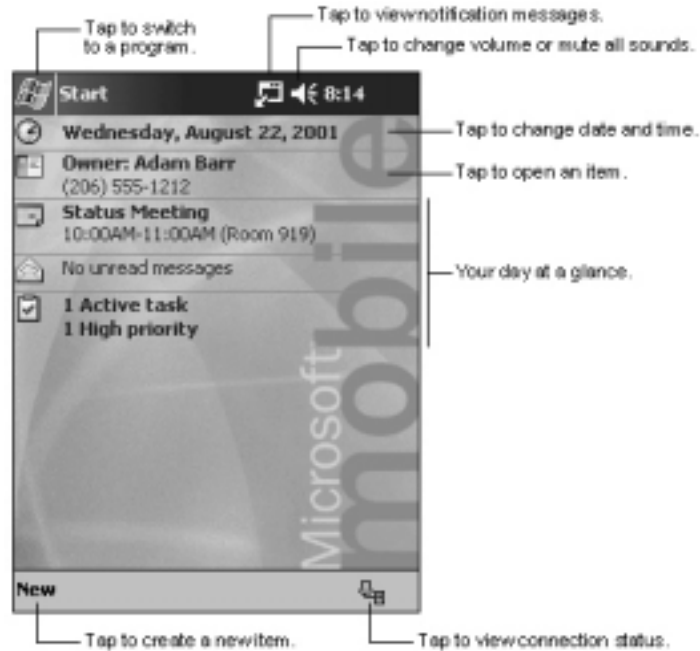 Tap to view notification messages.
Tap to switch
to a program.
Tap to change volume or mute all sounds.
Start
8:14
Wednesday, August 22, 2001
Tap to change date and time.
Owner: Adam Barr
(206) 555-1212
Tap to open an item.
Status Meeting
10:00AM-11:00AM (Room 919)
No unread messages
Your day at a glance.
1 Active task
1 High priority
Microsoft
mobile
New
Tap to create a new item.
Tap to view connection status.